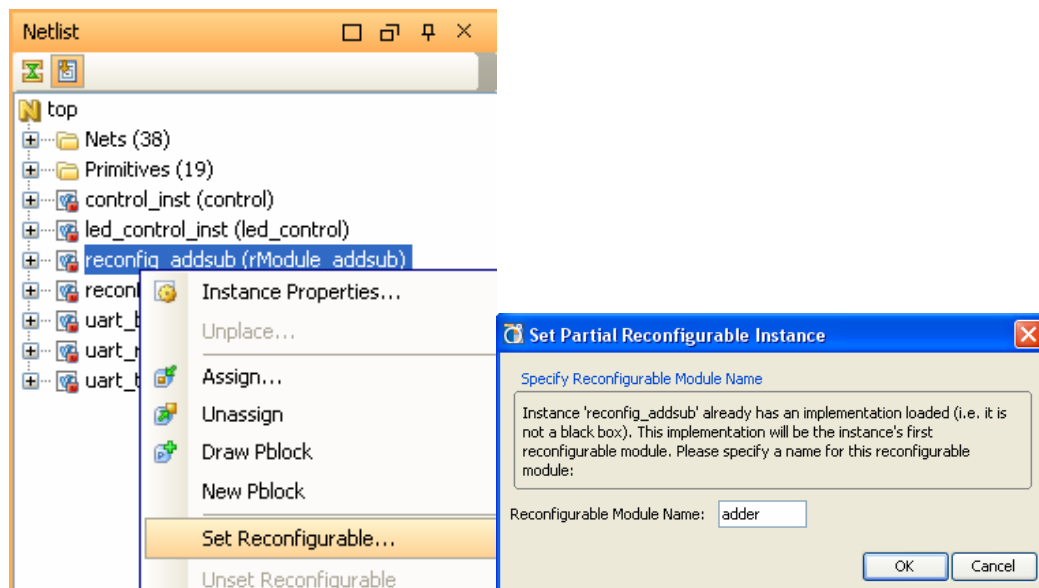 Netlist
top
Nets (38)
Primitives (19)
control_inst (control)
led_control_inst (led_control)
reconfig_addsub (rModule_addsub)
Instance Properties...
Unplace...
Assign...
Unassign
Draw Pblock
New Pblock
Set Reconfigurable...
Unset Reconfigurable
Set Partial Reconfigurable Instance
Specify Reconfigurable Module Name
Instance 'reconfig_addsub' already has an implementation loaded (i.e. it is
not a black box). This implementation will be the instance's first
reconfigurable module. Please specify a name for this reconfigurable
module:
Reconfigurable Module Name: adder
OK Cancel